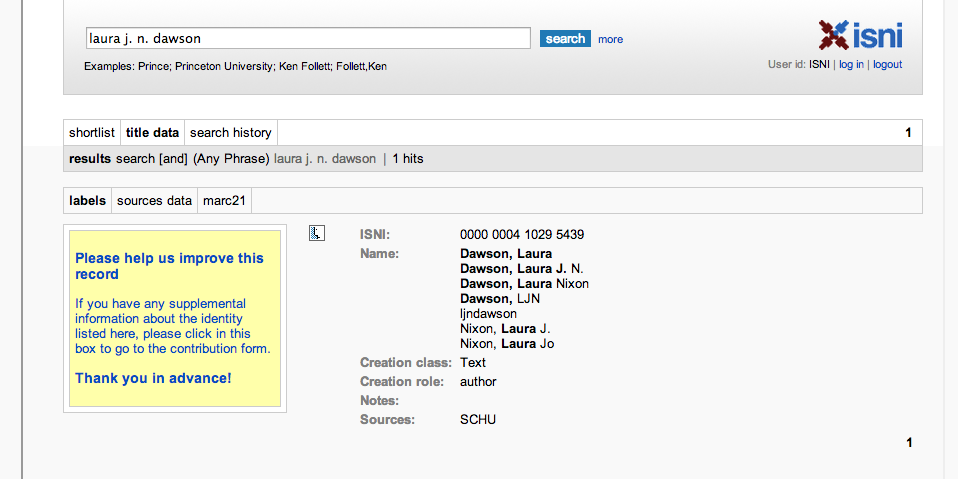 laura j. n. dawson
search more
isni
Examples: Prince; Princeton University; Ken Follett; Follett,Ken
User id: ISNI | log in | logout
shortlist title data search history 1
results search [and] (Any Phrase) laura j. n. dawson | 1 hits
labels sources data marc21
Please help us improve this
record
If you have any supplemental
information about the identity
listed here, please click in this
box to go to the contribution form.
Thank you in advance!
ISNI: 0000 0004 1029 5439
Name: Dawson, Laura
Dawson, Laura J. N.
Dawson, Laura Nixon
Dawson, LJN
ljndawson
Nixon, Laura J.
Nixon, Laura Jo
Creation class: Text
Creation role: author
Notes:
Sources: SCHU
1